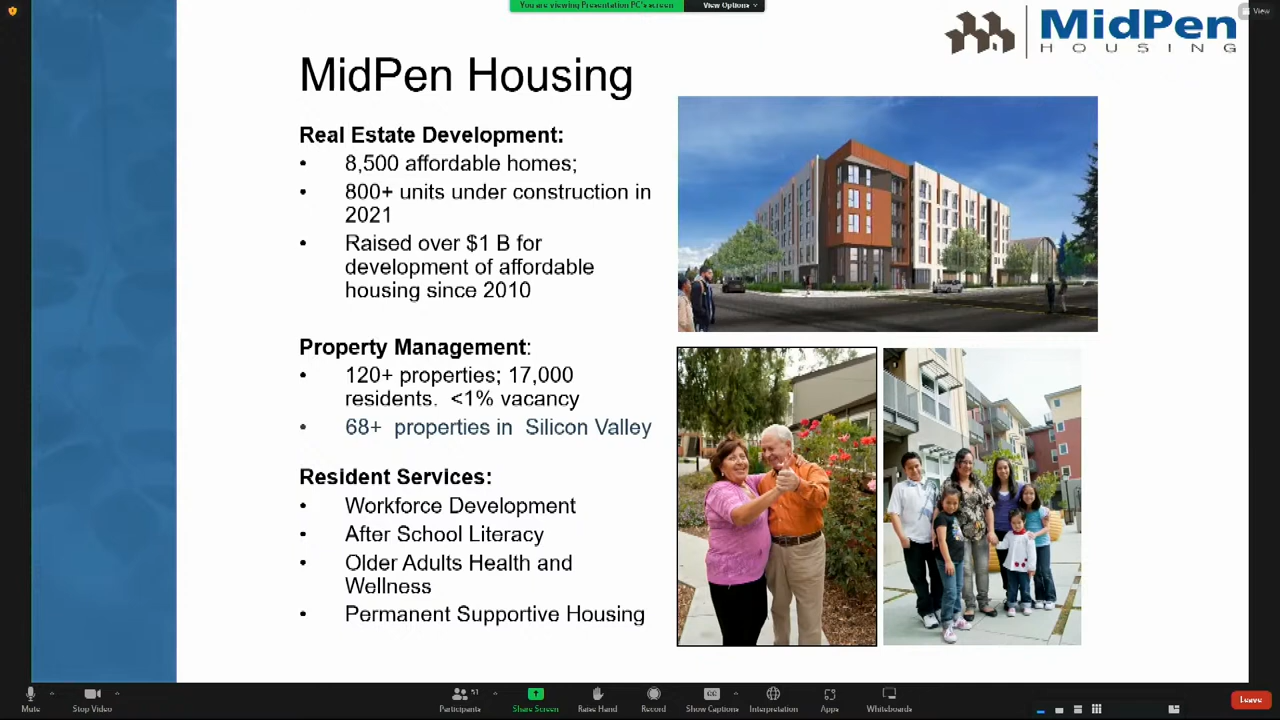 You are viewing Presentation PC's screen
View Options
View
MidPen
HOUSING
MidPen Housing
Real Estate Development:
• 8,500 affordable homes;
• 800+ units under construction in
2021
• Raised over $1 B for
development of affordable
housing since 2010
Property Management:
• 120+ properties; 17,000
residents. <1% vacancy
• 68+ properties in Silicon Valley
Resident Services:
• Workforce Development
• After School Literacy
• Older Adults Health and
Wellness
• Permanent Supportive Housing
51
CC
Mute
Stop Video
Participants
Share Screen
Raise Hand
Record
Show Captions
Interpretation
Apps
Whiteboards
Leave